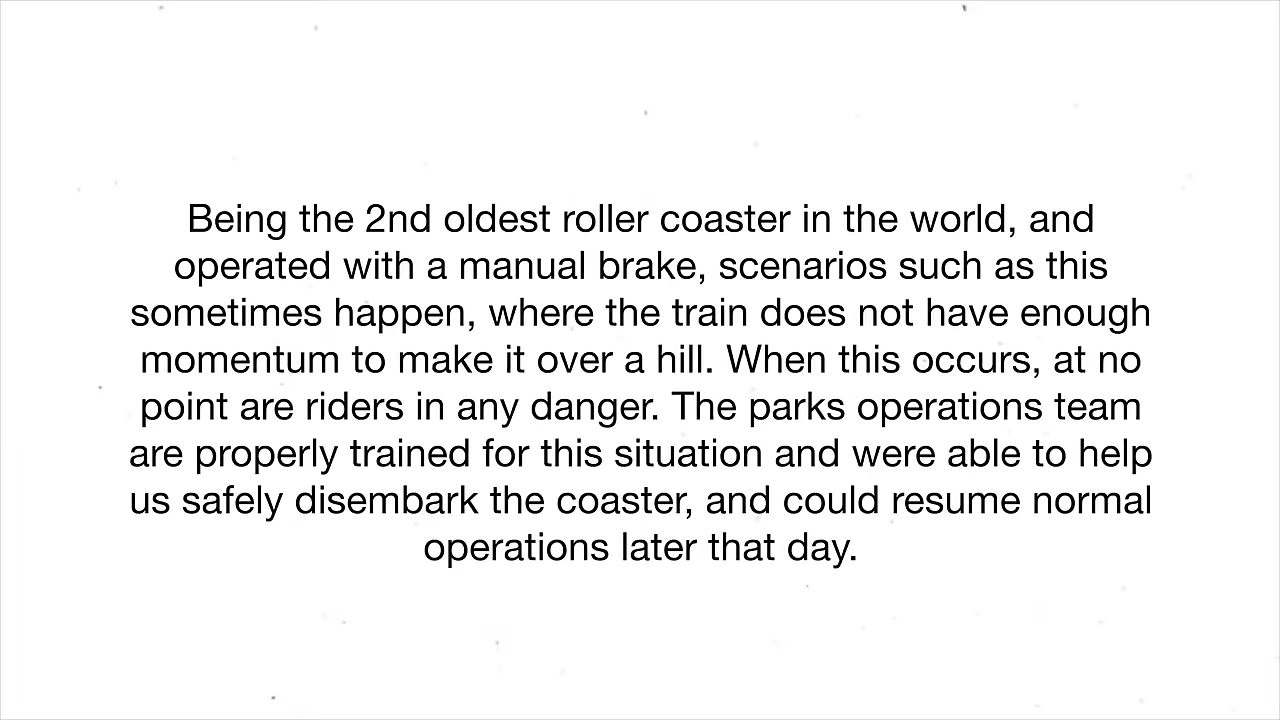 Being the 2nd oldest roller coaster in the world, and
operated with a manual brake, scenarios such as this
sometimes happen, where the train does not have enough
momentum to make it over a hill. When this occurs, at no
point are riders in any danger. The parks operations team
are properly trained for this situation and were able to help
us safely disembark the coaster, and could resume normal
operations later that day.